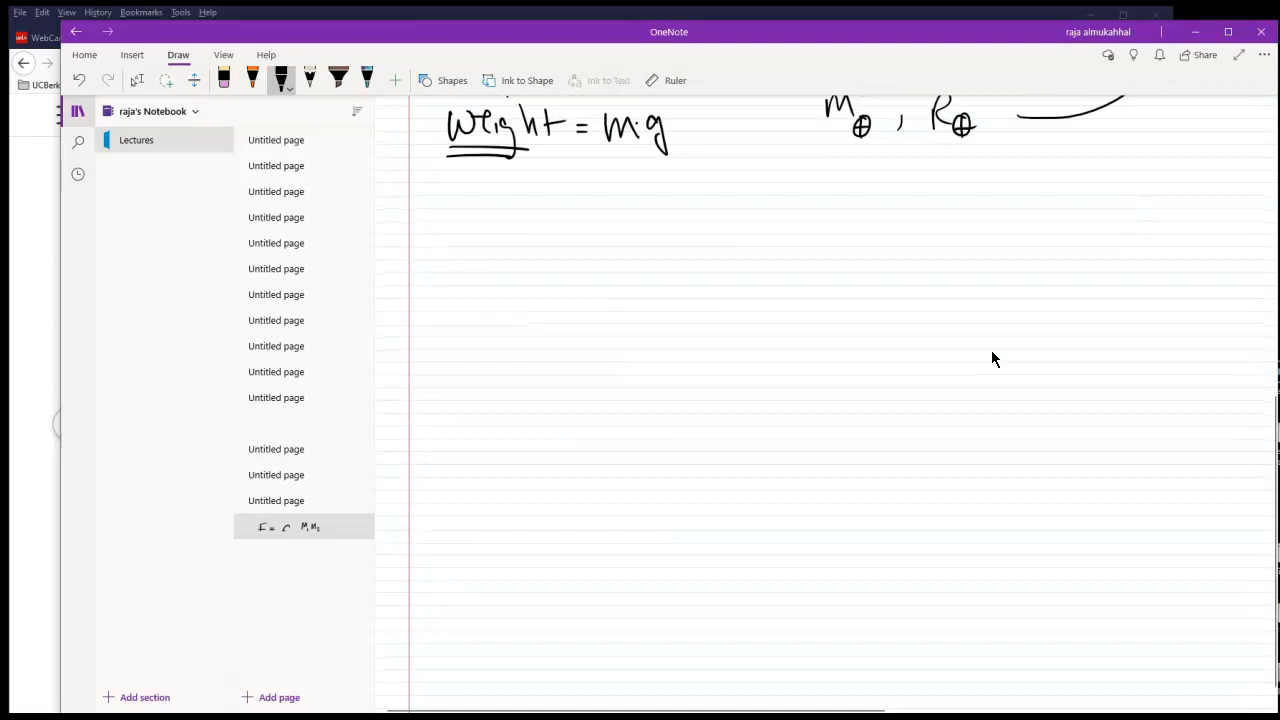 File Edit View History Bookmarks Tools Help
OneNote
raja almukahhal
WebCa
UCBerk
Home Insert Draw View Help
Share
Shapes Ink to Shape Ink to Text Ruler
raja's Notebook
Lectures
Untitled page
Untitled page
Untitled page
Untitled page
Untitled page
Untitled page
Untitled page
Untitled page
Untitled page
Untitled page
Untitled page
Untitled page
Untitled page
Untitled page
F = G M₁M₂
Weight = m.g
M⊕ , R⊕
Add section
Add page